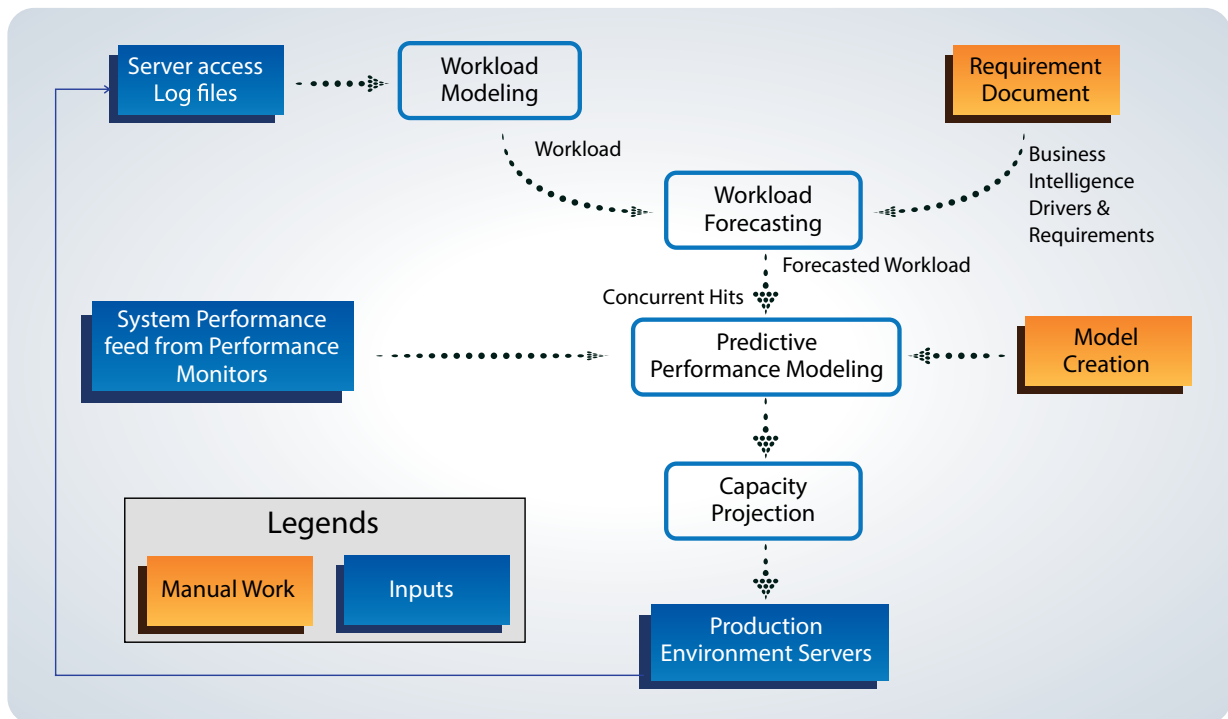 Server access
Log files
Workload
Modeling
Requirement
Document
Workload
Business
Intelligence
Drivers &
Requirements
Workload
Forecasting
Forecasted Workload
Concurrent Hits
System Performance
feed from Performance
Monitors
Predictive
Performance Modeling
Model
Creation
Capacity
Projection
Legends
Manual Work
Inputs
Production
Environment Servers